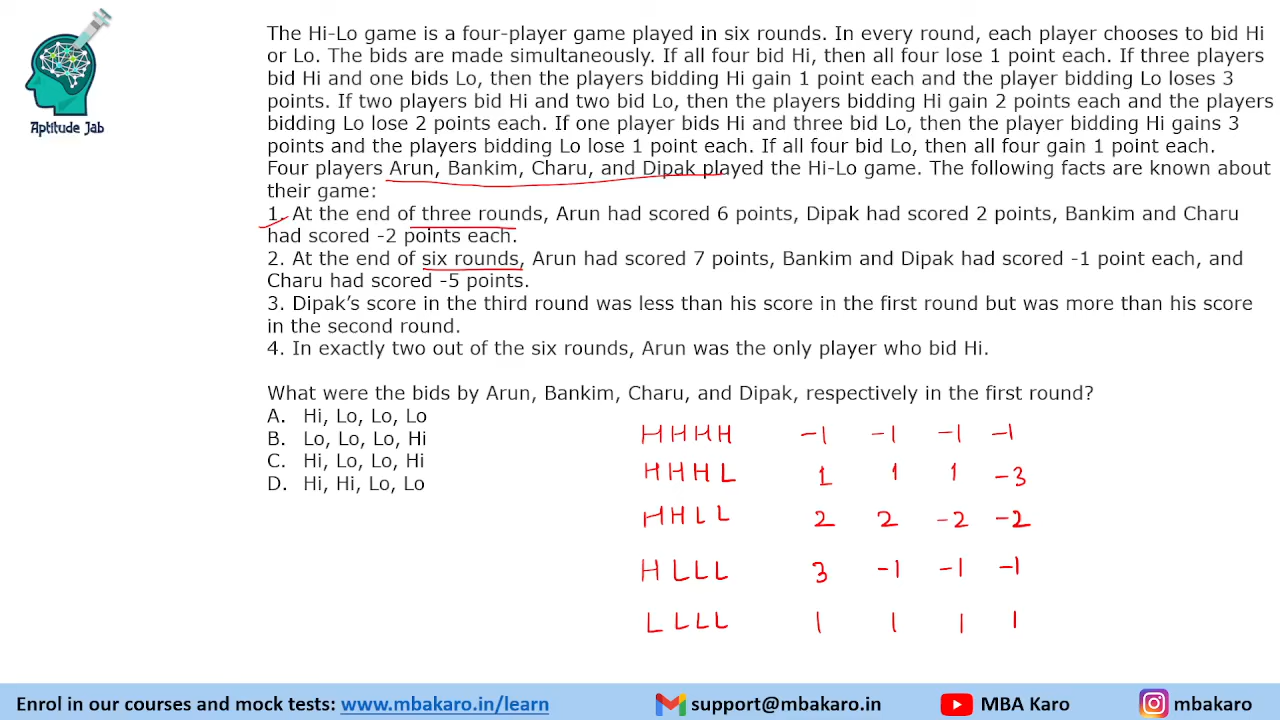 The Hi-Lo game is a four-player game played in six rounds. In every round, each player chooses to bid Hi
or Lo. The bids are made simultaneously. If all four bid Hi, then all four lose 1 point each. If three players
bid Hi and one bids Lo, then the players bidding Hi gain 1 point each and the player bidding Lo loses 3
points. If two players bid Hi and two bid Lo, then the players bidding Hi gain 2 points each and the players
bidding Lo lose 2 points each. If one player bids Hi and three bid Lo, then the player bidding Hi gains 3
points and the players bidding Lo lose 1 point each. If all four bid Lo, then all four gain 1 point each.
Four players Arun, Bankim, Charu, and Dipak played the Hi-Lo game. The following facts are known about
their game:
1. At the end of three rounds, Arun had scored 6 points, Dipak had scored 2 points, Bankim and Charu
had scored -2 points each.
2. At the end of six rounds, Arun had scored 7 points, Bankim and Dipak had scored -1 point each, and
Charu had scored -5 points.
3. Dipak's score in the third round was less than his score in the first round but was more than his score
in the second round.
4. In exactly two out of the six rounds, Arun was the only player who bid Hi.
What were the bids by Arun, Bankim, Charu, and Dipak, respectively in the first round?
A. Hi, Lo, Lo, Lo
B. Lo, Lo, Lo, Hi
C. Hi, Lo, Lo, Hi
D. Hi, Hi, Lo, Lo
H H H H -1 -1 -1 -1
H H H L 1 1 1 -3
H H L L 2 2 -2 -2
H L L L 3 -1 -1 -1
L L L L 1 1 1 1
Aptitude Jab
Enrol in our courses and mock tests: www.mbakaro.in/learn support@mbakaro.in MBA Karo mbakaro